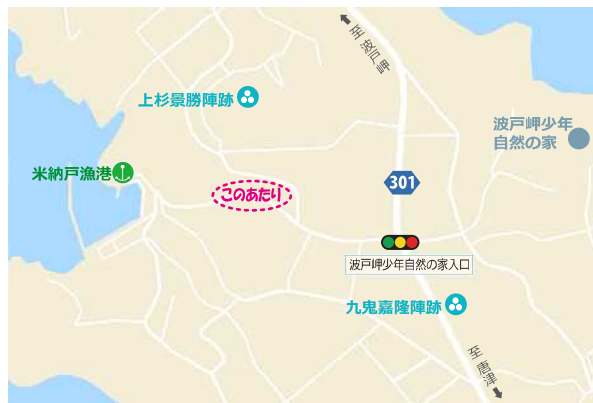 至 波戸岬
上杉景勝陣跡
波戸岬少年
自然の家
米納戸漁港
このあたり
301
波戸岬少年自然の家入口
九鬼嘉隆陣跡
至 唐津